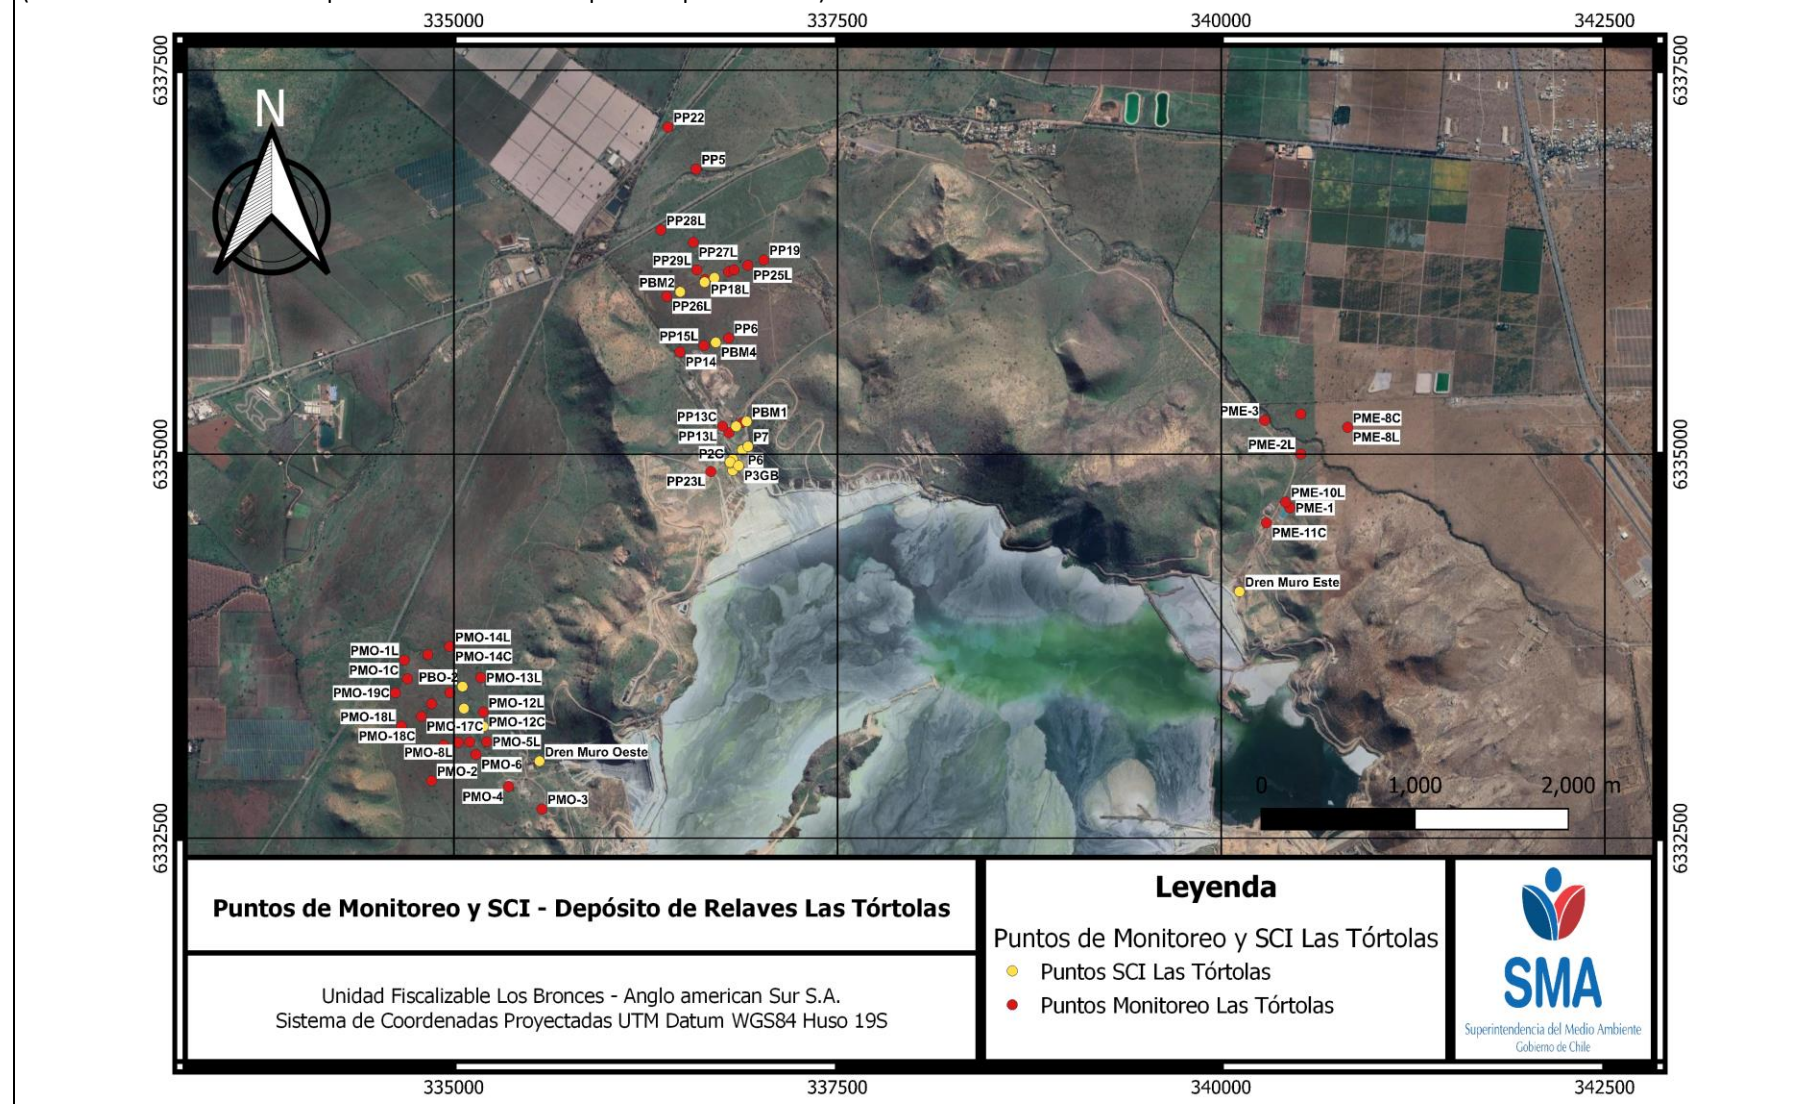 335000
337500
340000
342500
6337500
6337500
N
PP22
PP5
PP28L
PP27L
PP19
PP29L
PP25L
PBM2
PP18L
PP26L
PP15L
PP6
PBM4
PP14
PP13C
PBM1
PP13L
P7
P2C
P6
P3GB
PP23L
PME-3
PME-8C
PME-8L
PME-2L
PME-10L
PME-1
PME-11C
Dren Muro Este
6335000
6335000
PMO-14L
PMO-1L
PMO-14C
PMO-1C
PBO-2
PMO-13L
PMO-19C
PMO-12L
PMO-18L
PMO-17C
PMO-12C
PMO-18C
PMO-5L
PMO-8L
Dren Muro Oeste
PMO-6
PMO-2
PMO-4
PMO-3
0 1,000 2,000 m
6332500
6332500
Puntos de Monitoreo y SCI - Depósito de Relaves Las Tórtolas
Unidad Fiscalizable Los Bronces - Anglo american Sur S.A.
Sistema de Coordenadas Proyectadas UTM Datum WGS84 Huso 19S
Leyenda
Puntos de Monitoreo y SCI Las Tórtolas
Puntos SCI Las Tórtolas
Puntos Monitoreo Las Tórtolas
SMA
Superintendencia del Medio Ambiente
Gobierno de Chile
335000
337500
340000
342500